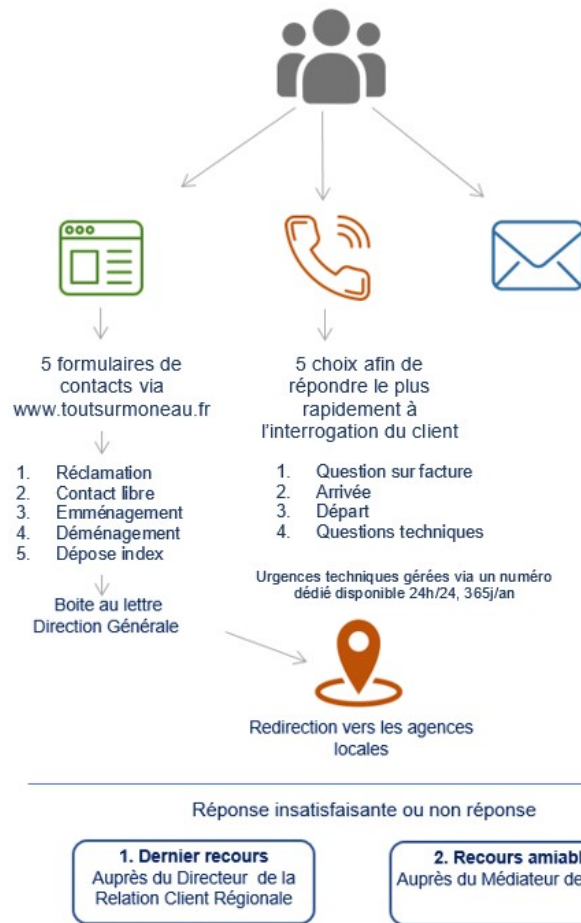 5 formulaires de
contacts via
www.toutsurmoneau.fr
1. Réclamation
2. Contact libre
3. Emménagement
4. Déménagement
5. Dépose index
Boite au lettre
Direction Générale
5 choix afin de
répondre le plus
rapidement à
l'interrogation du client
1. Question sur facture
2. Arrivée
3. Départ
4. Questions techniques
Urgences techniques gérées via un numéro
dédié disponible 24h/24, 365j/an
Redirection vers les agences
locales
Réponse insatisfaisante ou non réponse
1. Dernier recours
Auprès du Directeur de la
Relation Client Régionale
2. Recours
Auprès du Médiateur de